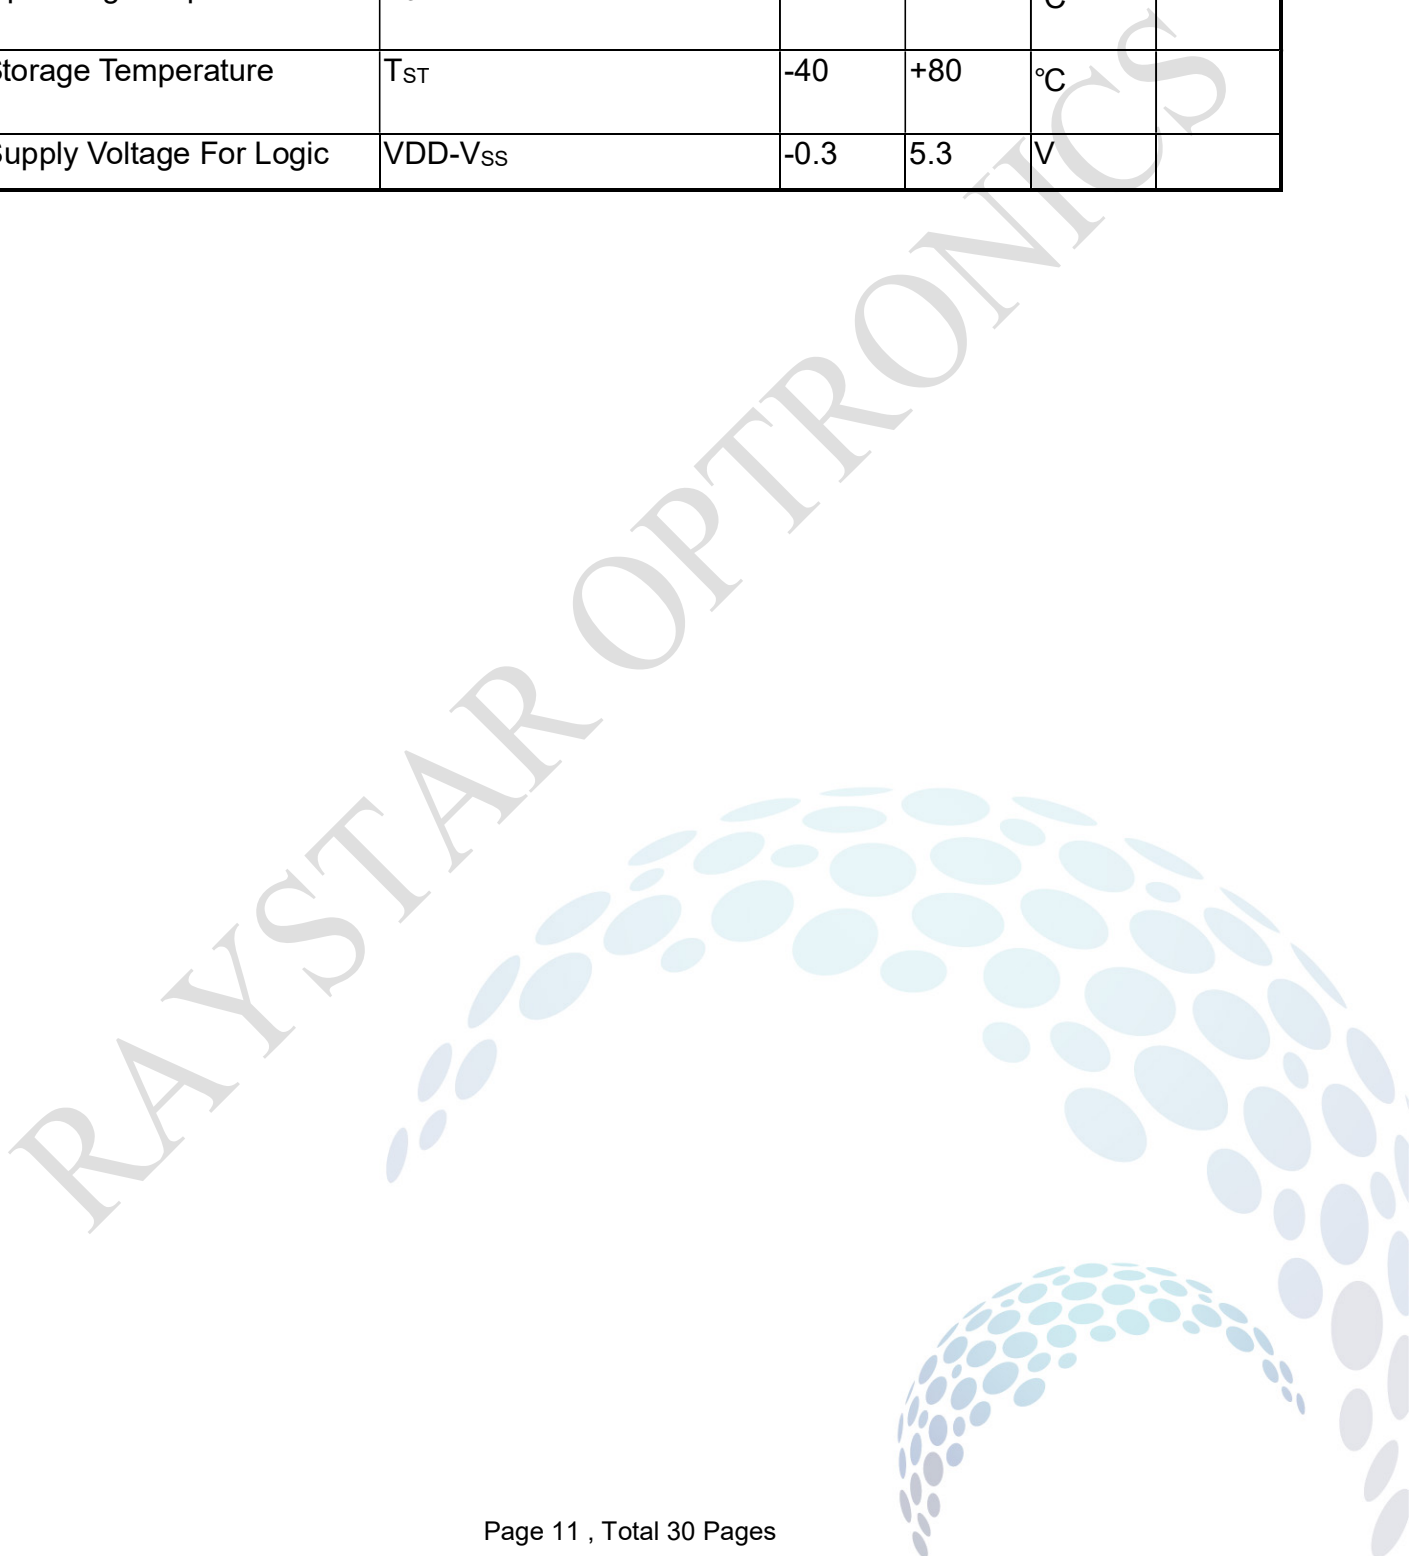 ℃
Storage Temperature TST -40 +80 ℃
Supply Voltage For Logic VDD-VSS -0.3 5.3 V
RAYSTAR OPTRONICS
Page 11 , Total 30 Pages